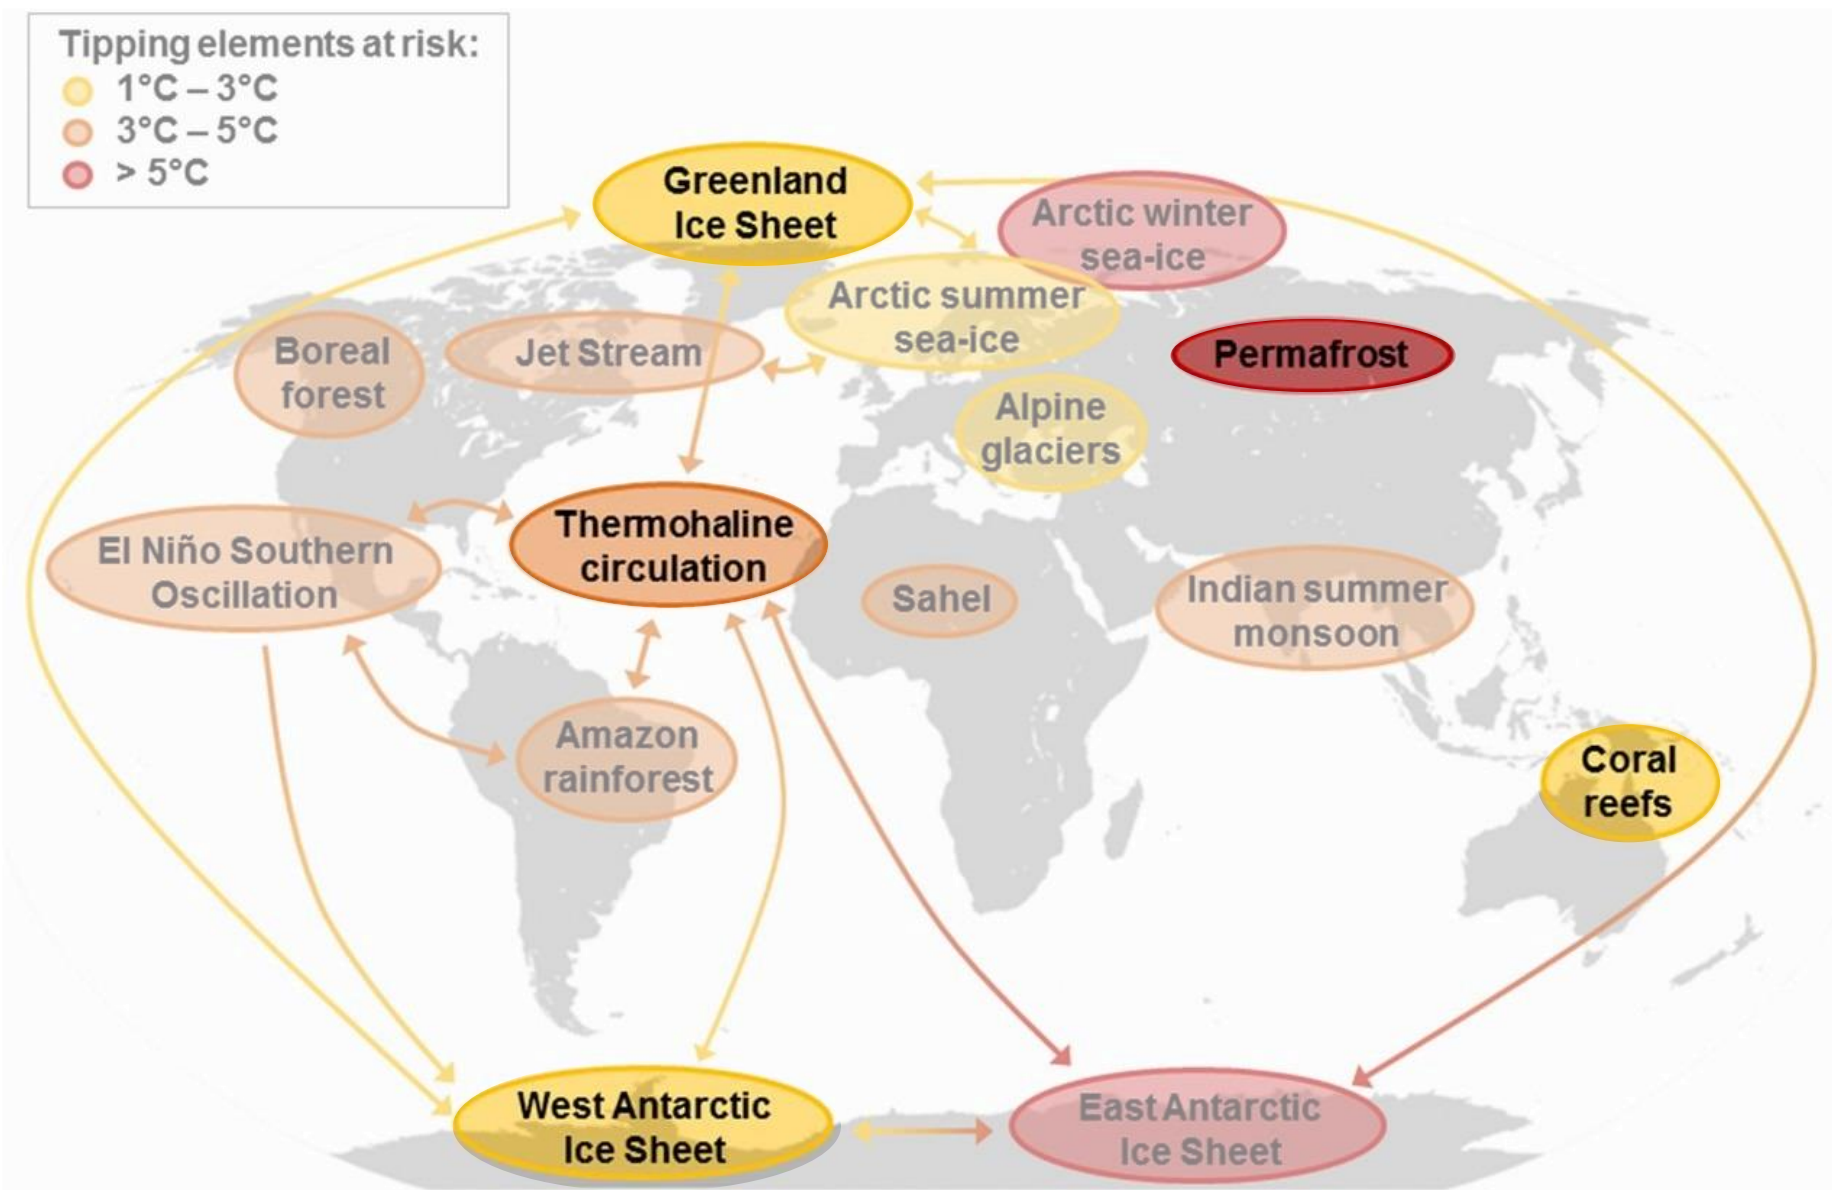 Tipping elements at risk:
1°C – 3°C
3°C – 5°C
> 5°C
Greenland
Ice Sheet
Arctic winter
sea-ice
Arctic summer
sea-ice
Boreal
forest
Jet Stream
Permafrost
Alpine
glaciers
Thermohaline
circulation
El Niño Southern
Oscillation
Sahel
Indian summer
monsoon
Amazon
rainforest
Coral
reefs
West Antarctic
Ice Sheet
East Antarctic
Ice Sheet